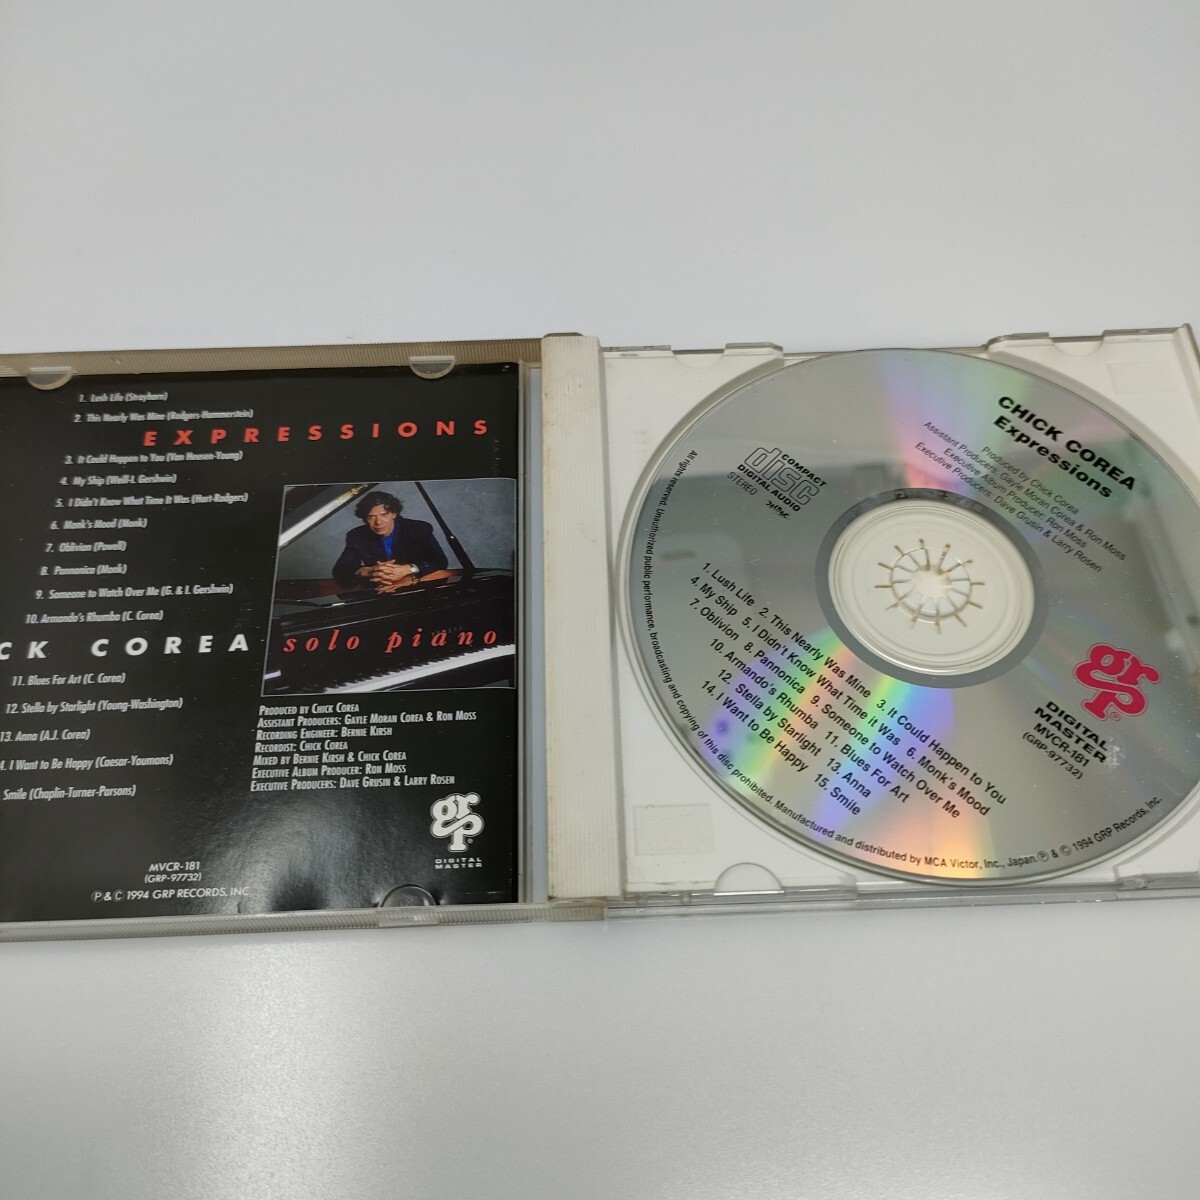 1. Lush Life (Strayhorn)
2. This Nearly Was Mine (Rodgers-Hammerstein)
EXPRESSIONS
3. It Could Happen to You (Van Heusen-Young)
4. My Ship (Weill-I. Gershwin)
5. I Didn't Know What Time It Was (Hart-Rodgers)
6. Monk's Mood (Monk)
7. Oblivion (Powell)
8. Pannonica (Monk)
9. Someone to Watch Over Me (G. & I. Gershwin)
10. Armando's Rhumba (C. Corea)
CK COREA
11. Blues For Art (C. Corea)
12. Stella by Starlight (Young-Washington)
13. Anna (A.J. Corea)
4. I Want to Be Happy (Caesar-Youmans)
Smile (Chaplin-Turner-Parsons)
solo piano
PRODUCED BY CHICK COREA
ASSISTANT PRODUCERS: GAYLE MORAN COREA & RON MOSS
RECORDING ENGINEER: BERNIE KIRSH
RECORDIST: CHICK COREA
MIXED BY BERNIE KIRSH & CHICK COREA
EXECUTIVE ALBUM PRODUCER: RON MOSS
EXECUTIVE PRODUCERS: DAVE GRUSIN & LARRY ROSEN
grp
DIGITAL
MASTER
MVCR-181
(GRP-97732)
℗ & © 1994 GRP RECORDS, INC.
CHICK COREA
Expressions
Produced by Chick Corea
Assistant Producers: Gayle Moran Corea & Ron Moss
Executive Album Producer: Ron Moss
Executive Producers: Dave Grusin & Larry Rosen
COMPACT
disc
DIGITAL AUDIO
STEREO
1. Lush Life 2. This Nearly Was Mine 3. It Could Happen to You
4. My Ship 5. I Didn't Know What Time it Was 6. Monk's Mood
7. Oblivion 8. Pannonica 9. Someone to Watch Over Me
10. Armando's Rhumba 11. Blues For Art
12. Stella by Starlight 13. Anna
14. I Want to Be Happy 15. Smile
grp
DIGITAL
MASTER
MVCR-181
(GRP-97732)
All rights reserved. Unauthorized public performance, broadcasting and copying of this disc prohibited. Manufactured and distributed by MCA Victor, Inc., Japan. ℗ & © 1994 GRP Records, Inc.